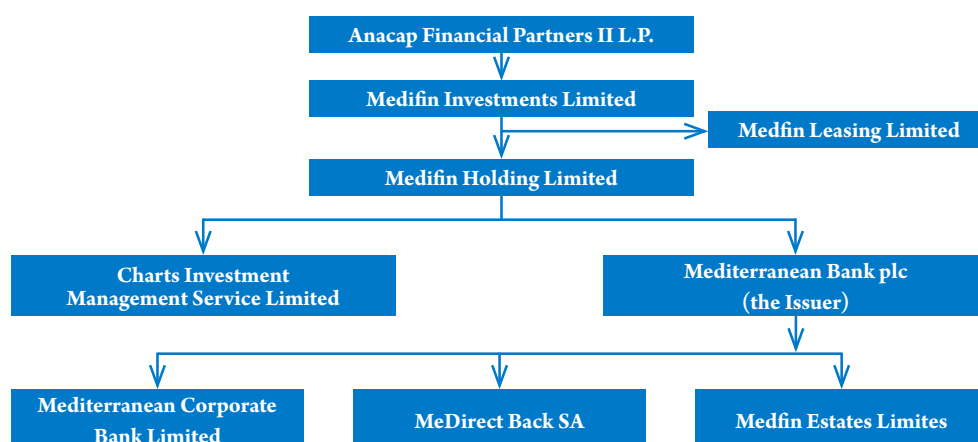 Anacap Financial Partners II L.P.
Medifin Investments Limited
Medfin Leasing Limited
Medifin Holding Limited
Charts Investment
Management Service Limited
Mediterranean Bank plc
(the Issuer)
Mediterranean Corporate
Bank Limited
MeDirect Back SA
Medfin Estates Limites